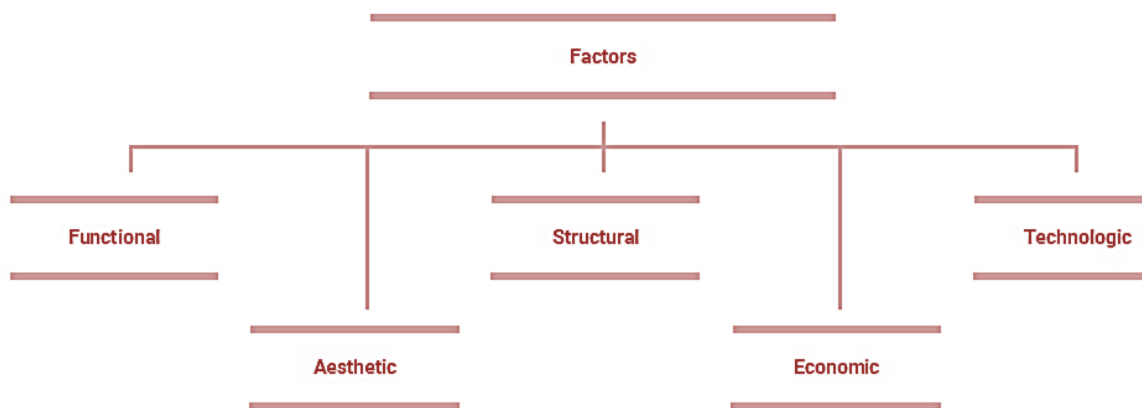 Factors
Functional
Structural
Technologic
Aesthetic
Economic